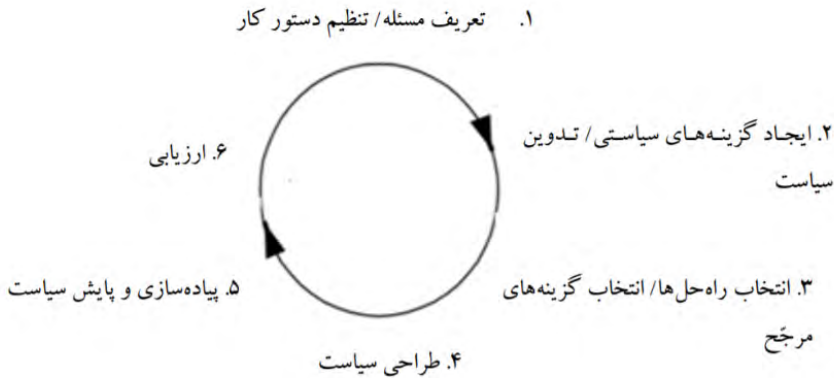 ۱. تعریف مسئله/ تنظیم دستور کار
۲. ایجاد گزینه‌های سیاستی/ تدوین
سیاست
۳. انتخاب راه‌حل‌ها/ انتخاب گزینه‌های
مرجّح
۴. طراحی سیاست
۵. پیاده‌سازی و پایش سیاست
۶. ارزیابی